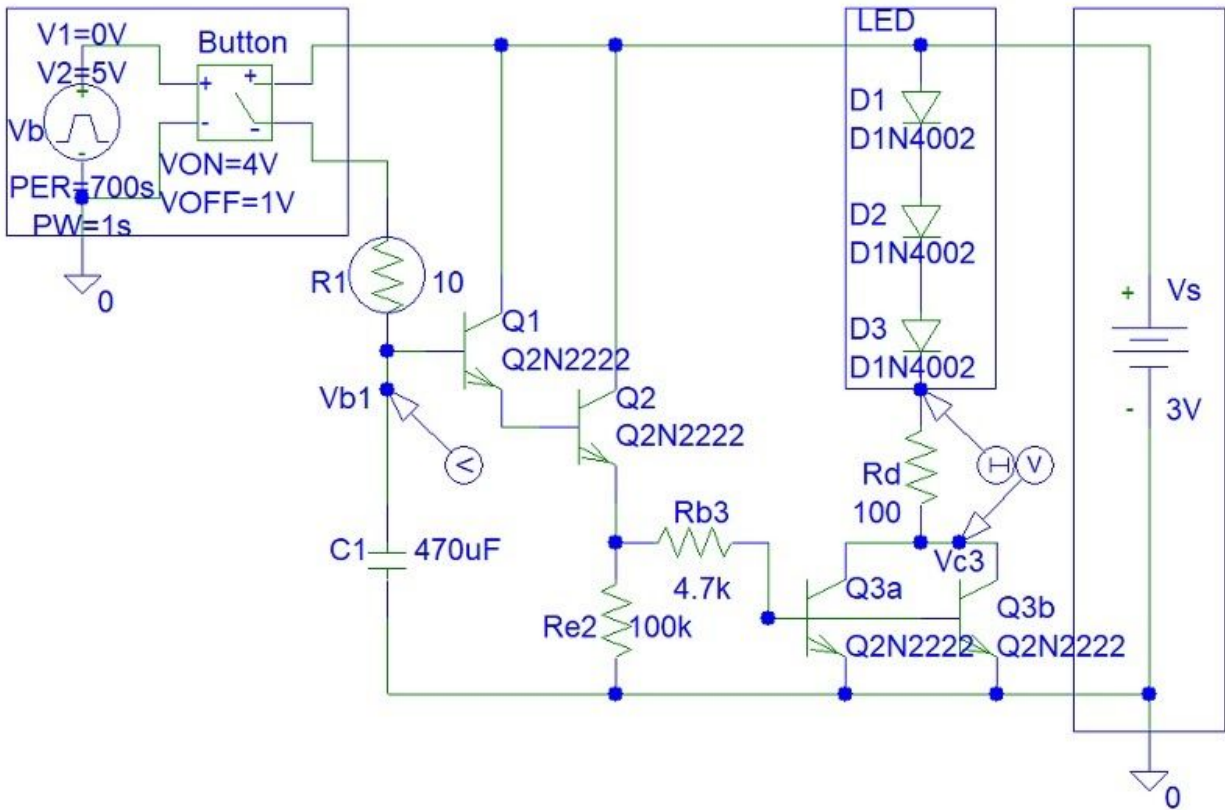 V1=0V
V2=5V
Vb
PER=700s
PW=1s
0
Button
+ +
- -
VON=4V
VOFF=1V
R1 10
Vb1
V
C1 470uF
Q1
Q2N2222
Q2
Q2N2222
Rb3
4.7k
Re2 100k
LED
D1
D1N4002
D2
D1N4002
D3
D1N4002
Rd
100
I V
Vc3
Q3a
Q2N2222
Q3b
Q2N2222
+ Vs
- 3V
0